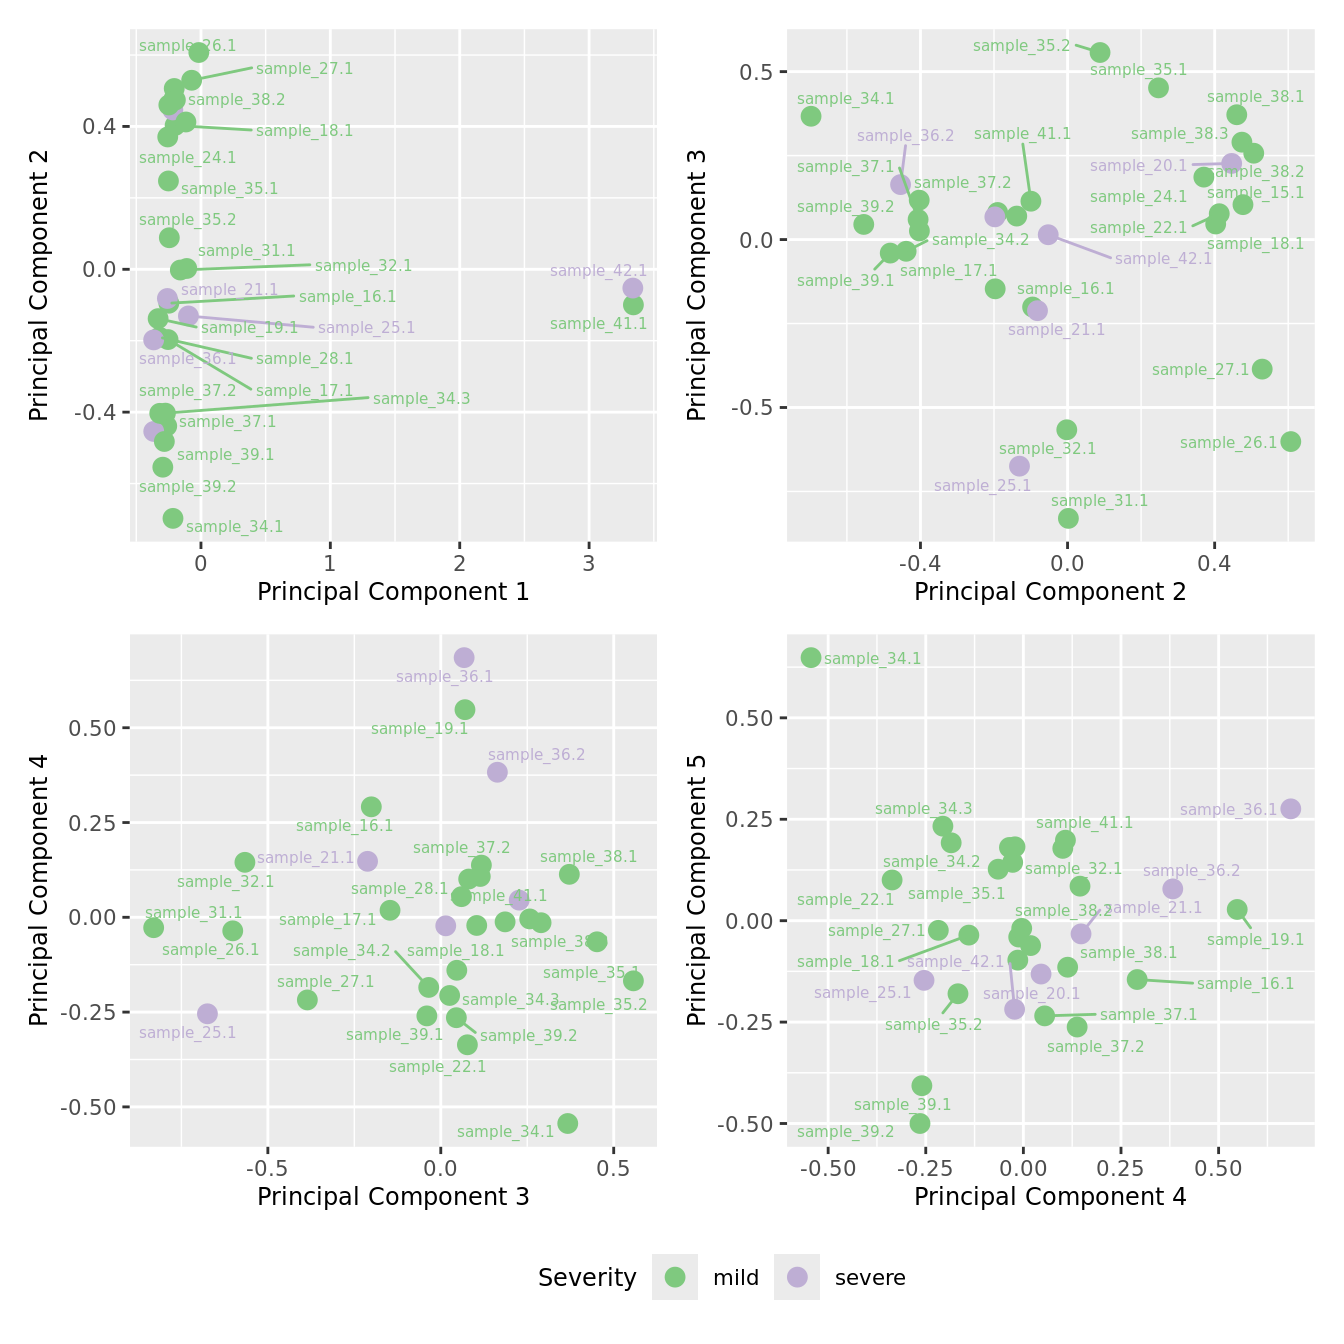 sample_26.1
sample_27.1
sample_38.2
sample_18.1
sample_24.1
sample_35.1
sample_35.2
sample_31.1
sample_32.1
sample_42.1
sample_21.1
sample_16.1
sample_19.1
sample_25.1
sample_41.1
sample_36.1
sample_28.1
sample_37.2
sample_17.1
sample_34.3
sample_37.1
sample_39.1
sample_39.2
sample_34.1
0.4
0.0
-0.4
Principal Component 2
0 1 2 3
Principal Component 1
sample_35.2
sample_35.1
sample_34.1
sample_38.1
sample_36.2
sample_41.1
sample_38.3
sample_37.1
sample_20.1
sample_38.2
sample_37.2
sample_24.1
sample_15.1
sample_39.2
sample_22.1
sample_34.2
sample_18.1
sample_42.1
sample_17.1
sample_39.1
sample_16.1
sample_21.1
sample_27.1
sample_32.1
sample_26.1
sample_25.1
sample_31.1
0.5
0.0
-0.5
Principal Component 3
-0.4 0.0 0.4
Principal Component 2
sample_36.1
sample_19.1
sample_36.2
sample_16.1
sample_37.2
sample_21.1
sample_38.1
sample_32.1
sample_28.1
sample_41.1
sample_31.1
sample_17.1
sample_26.1
sample_34.2
sample_18.1
sample_35.1
sample_27.1
sample_34.3
sample_35.2
sample_25.1
sample_39.1
sample_39.2
sample_22.1
sample_34.1
0.50
0.25
0.00
-0.25
-0.50
Principal Component 4
-0.5 0.0 0.5
Principal Component 3
sample_34.1
sample_34.3
sample_41.1
sample_36.1
sample_34.2
sample_32.1
sample_36.2
sample_22.1
sample_35.1
sample_21.1
sample_27.1
sample_19.1
sample_18.1
sample_42.1
sample_38.1
sample_25.1
sample_20.1
sample_16.1
sample_35.2
sample_37.1
sample_37.2
sample_39.1
sample_39.2
0.50
0.25
0.00
-0.25
-0.50
Principal Component 5
-0.50 -0.25 0.00 0.25 0.50
Principal Component 4
Severity mild severe